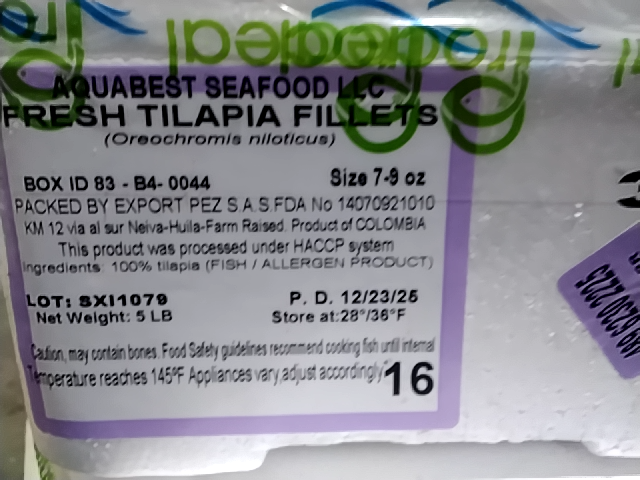 AQUABEST SEAFOOD LLC
FRESH TILAPIA FILLETS
(Oreochromis niloticus)
BOX ID 83 - B4- 0044 Size 7-9 oz
PACKED BY EXPORT PEZ S.A.S.FDA No 14070921010
KM 12 via al sur Neiva-Huila-Farm Raised. Product of COLOMBIA
This product was processed under HACCP system
Ingredients: 100% tilapia (FISH / ALLERGEN PRODUCT)
LOT: SXI1079 P. D. 12/23/25
Net Weight: 5 LB Store at:28°/36°F
Caution, may contain bones. Food Safety guidelines recommend cooking fish until internal
Temperature reaches 145ºF Appliances vary,adjust accordingly
16